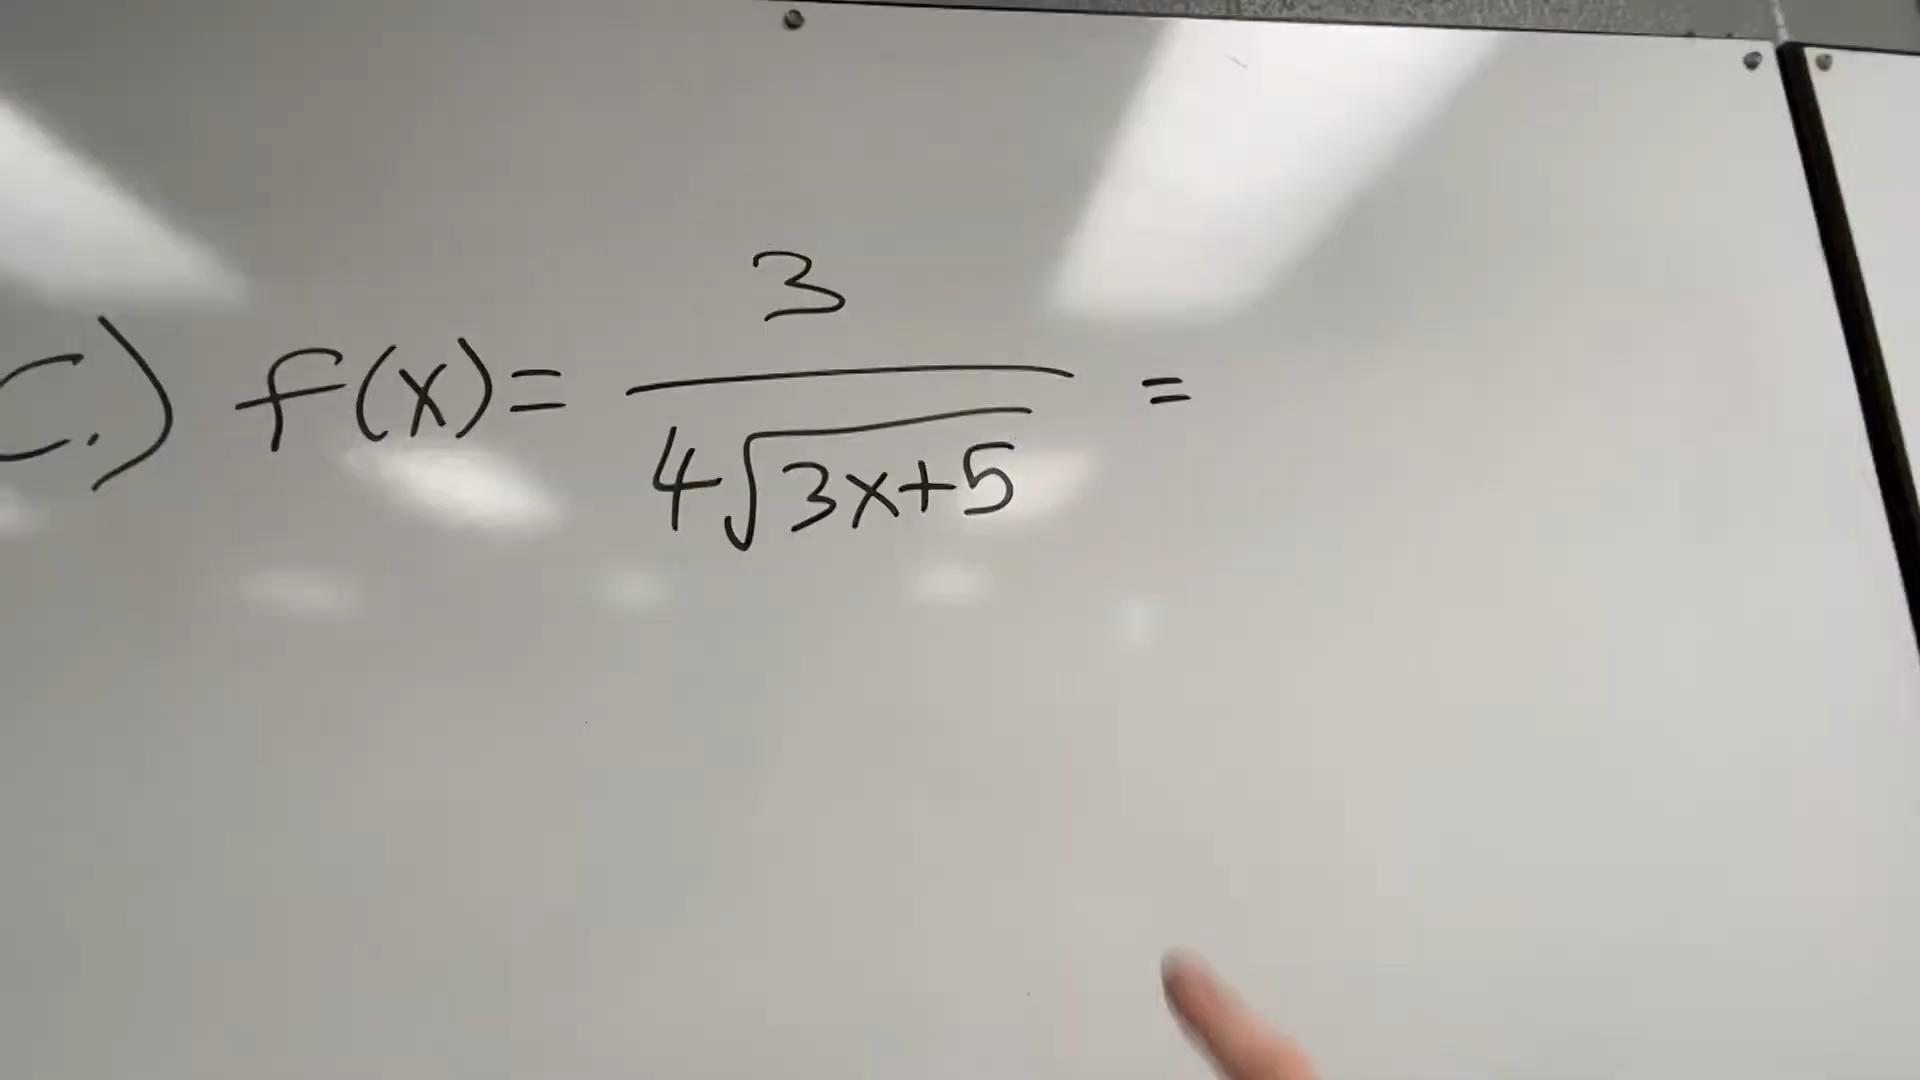 C.) f(x) = 3 / 4√3x+5 =